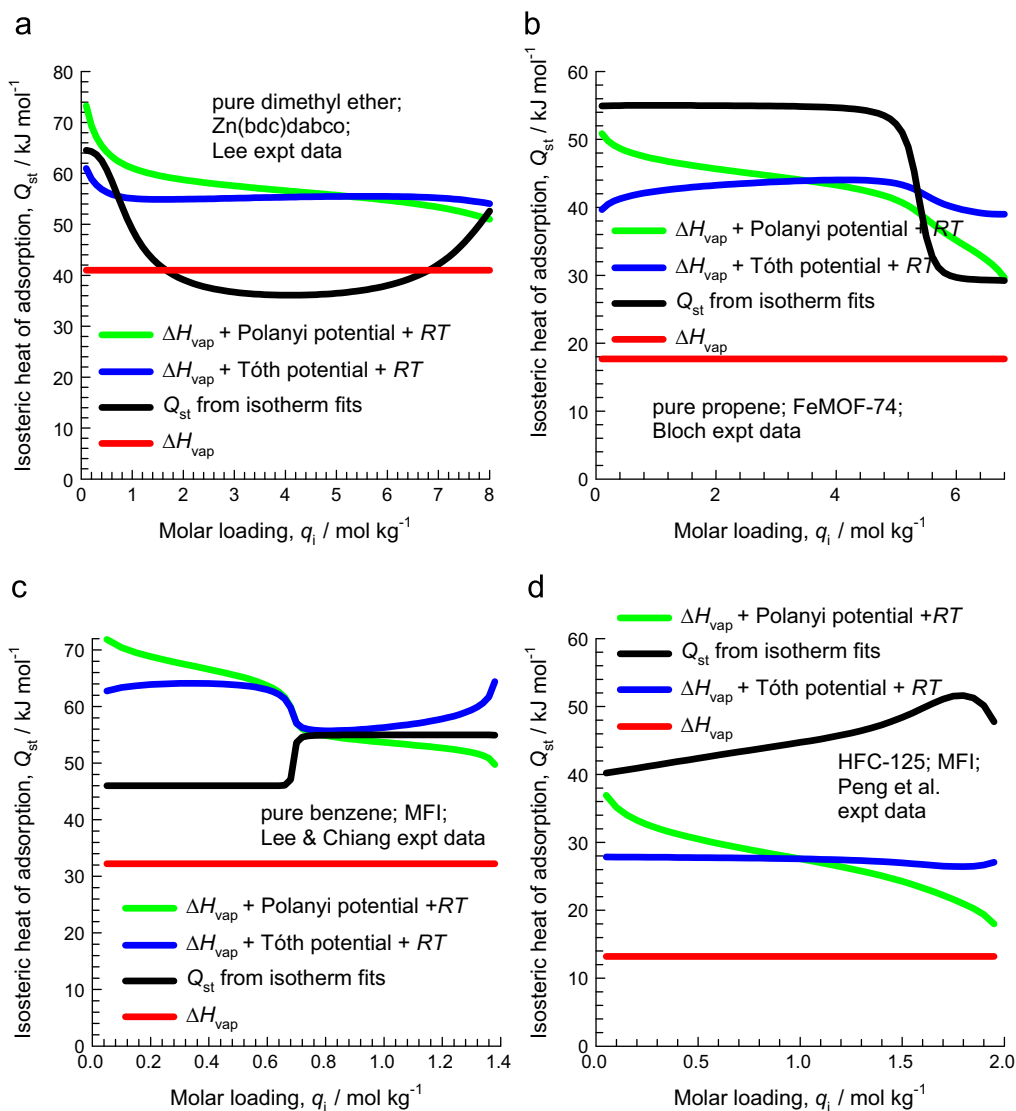 a
Isosteric heat of adsorption, Qst / kJ mol-1
80
70
60
50
40
30
20
10
0
pure dimethyl ether;
Zn(bdc)dabco;
Lee expt data
ΔHvap + Polanyi potential + RT
ΔHvap + Tóth potential + RT
Qst from isotherm fits
ΔHvap
0 1 2 3 4 5 6 7 8
Molar loading, qi / mol kg-1
b
Isosteric heat of adsorption, Qst / kJ mol-1
60
50
40
30
20
10
0
ΔHvap + Polanyi potential + RT
ΔHvap + Tóth potential + RT
Qst from isotherm fits
ΔHvap
pure propene; FeMOF-74;
Bloch expt data
0 2 4 6
Molar loading, qi / mol kg-1
c
Isosteric heat of adsorption, Qst / kJ mol-1
70
60
50
40
30
20
10
0
pure benzene; MFI;
Lee & Chiang expt data
ΔHvap + Polanyi potential +RT
ΔHvap + Tóth potential + RT
Qst from isotherm fits
ΔHvap
0.0 0.2 0.4 0.6 0.8 1.0 1.2 1.4
Molar loading, qi / mol kg-1
d
Isosteric heat of adsorption, Qst / kJ mol-1
60
50
40
30
20
10
0
ΔHvap + Polanyi potential +RT
Qst from isotherm fits
ΔHvap + Tóth potential + RT
ΔHvap
HFC-125; MFI;
Peng et al.
expt data
0.0 0.5 1.0 1.5 2.0
Molar loading, qi / mol kg-1